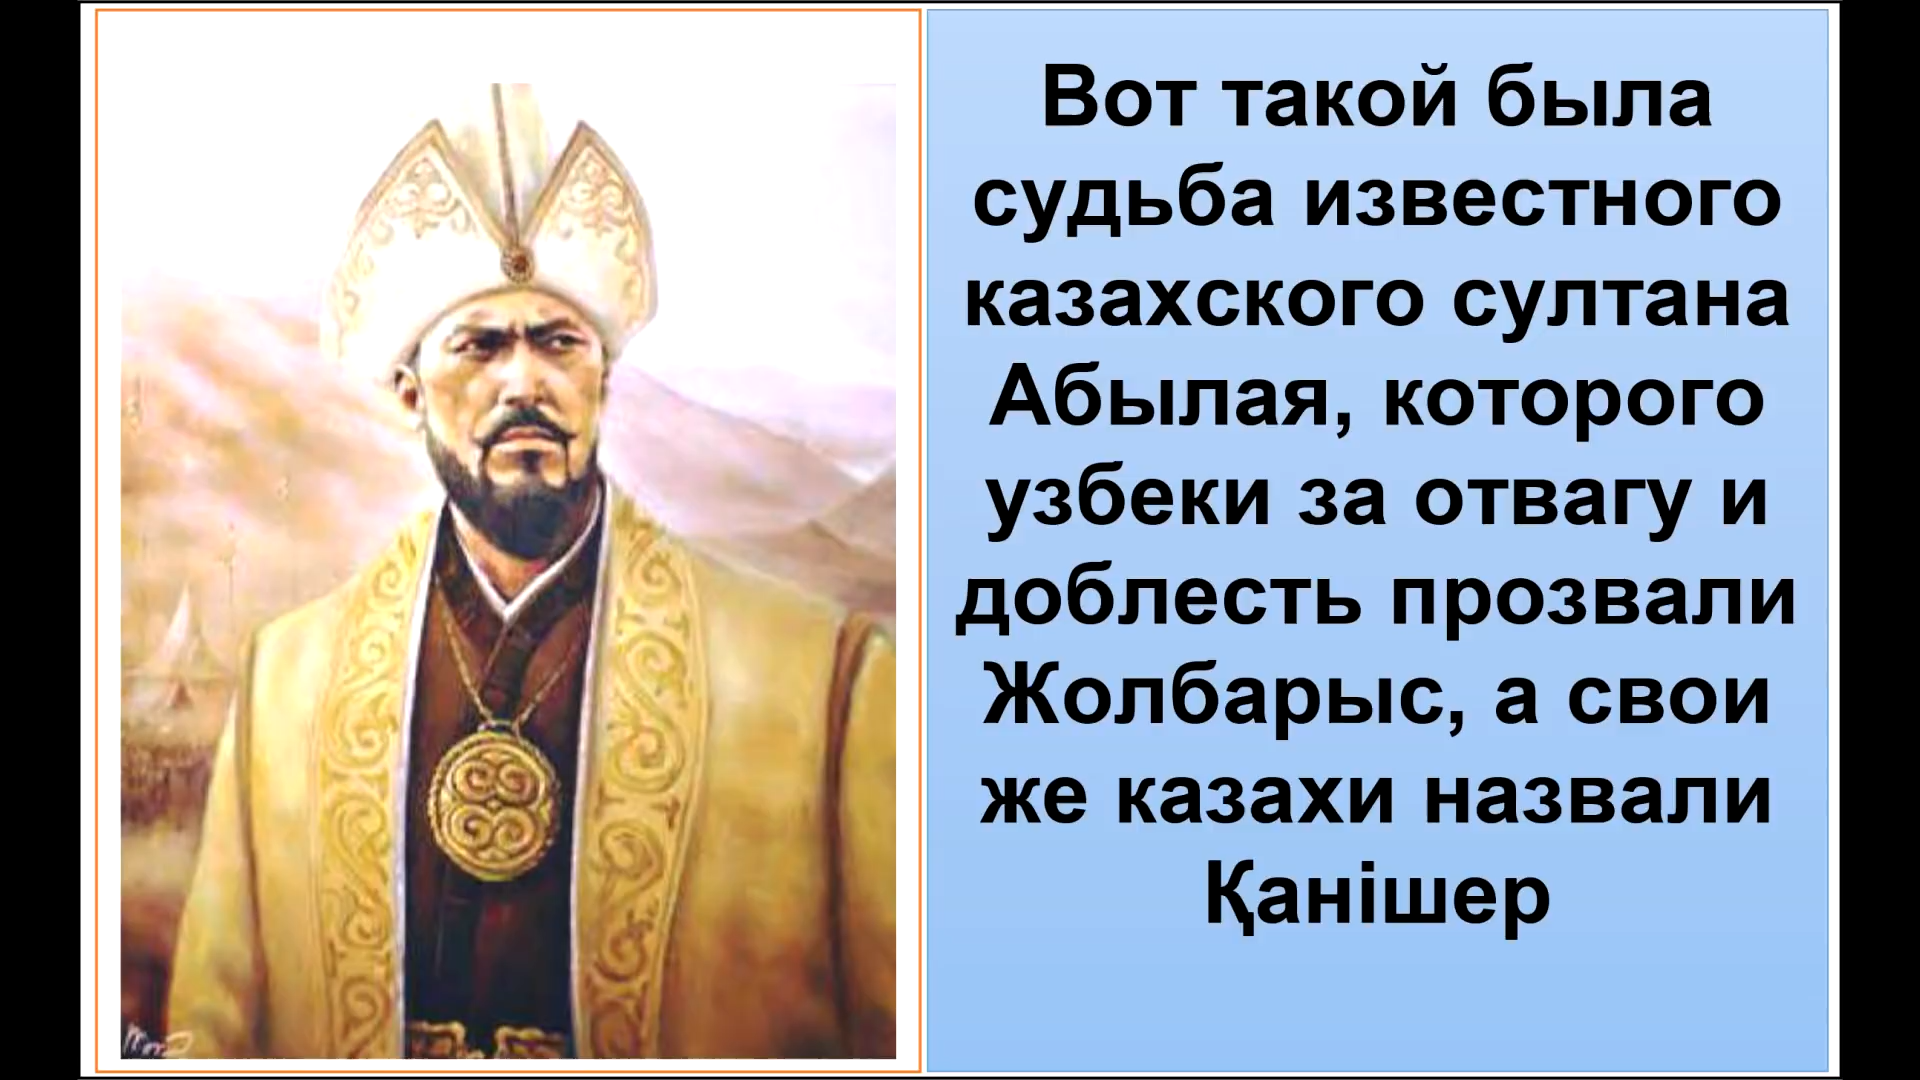 Вот такой была
судьба известного
казахского султана
Абылая, которого
узбеки за отвагу и
доблесть прозвали
Жолбарыс, а свои
же казахи назвали
Қанішер